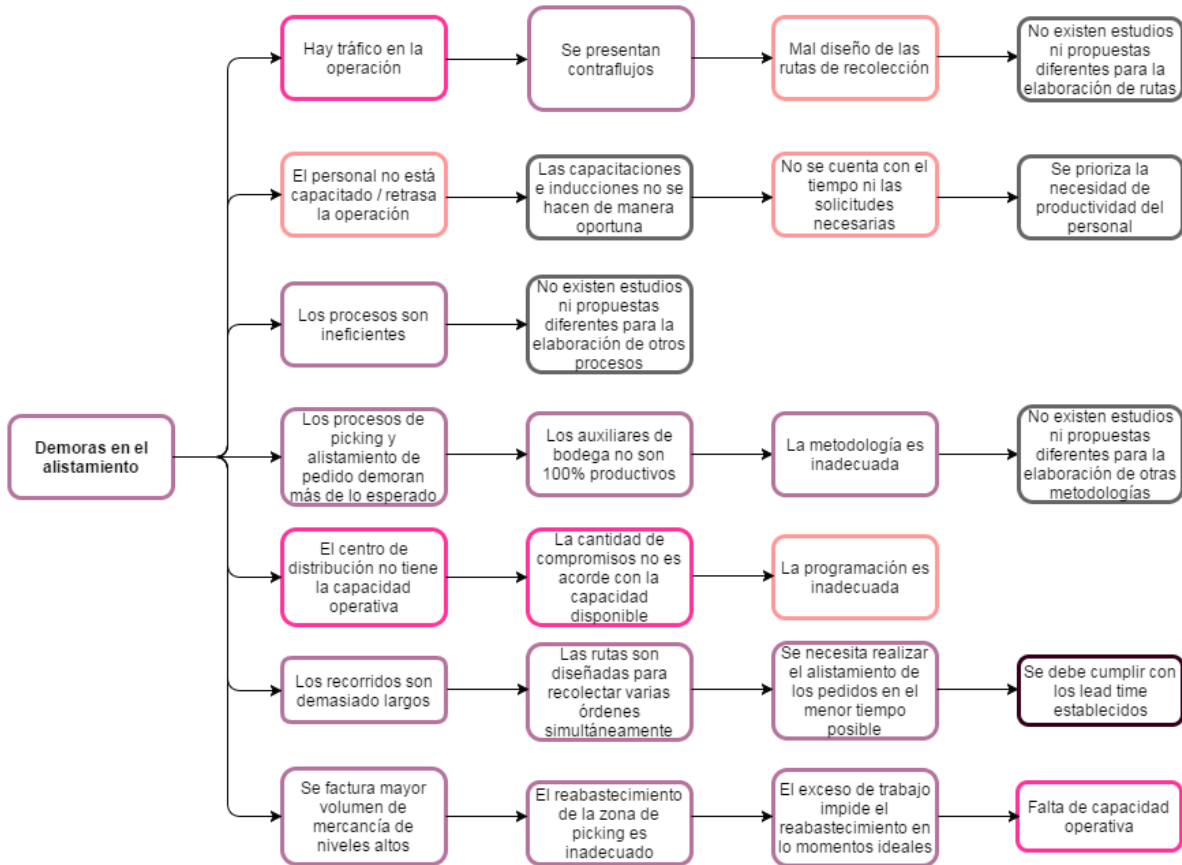 Hay tráfico en la
operación
Se presentan
contraflujos
Mal diseño de las
rutas de recolección
No existen estudios
ni propuestas
diferentes para la
elaboración de rutas
El personal no está
capacitado / retrasa
la operación
Las capacitaciones
e inducciones no se
hacen de manera
oportuna
No se cuenta con el
tiempo ni las
solicitudes
necesarias
Se prioriza la
necesidad de
productividad del
personal
Los procesos son
ineficientes
No existen estudios
ni propuestas
diferentes para la
elaboración de otros
procesos
Demoras en el
alistamiento
Los procesos de
picking y
alistamiento de
pedido demoran
más de lo esperado
Los auxiliares de
bodega no son
100% productivos
La metodología es
inadecuada
No existen estudios
ni propuestas
diferentes para la
elaboración de otras
metodologías
El centro de
distribución no tiene
la capacidad
operativa
La cantidad de
compromisos no es
acorde con la
capacidad
disponible
La programación es
inadecuada
Los recorridos son
demasiado largos
Las rutas son
diseñadas para
recolectar varias
órdenes
simultáneamente
Se necesita realizar
el alistamiento de
los pedidos en el
menor tiempo
posible
Se debe cumplir con
los lead time
establecidos
Se factura mayor
volumen de
mercancía de
niveles altos
El reabastecimiento
de la zona de
picking es
inadecuado
El exceso de trabajo
impide el
reabastecimiento en
lo momentos ideales
Falta de capacidad
operativa